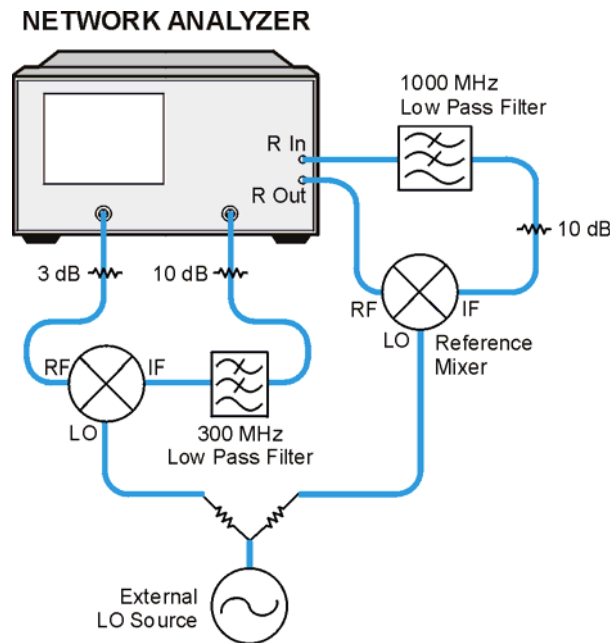 NETWORK ANALYZER
1000 MHz
Low Pass Filter
R In
R Out
10 dB
3 dB
10 dB
RF
IF
LO
Reference
Mixer
RF
IF
LO
300 MHz
Low Pass Filter
External
LO Source